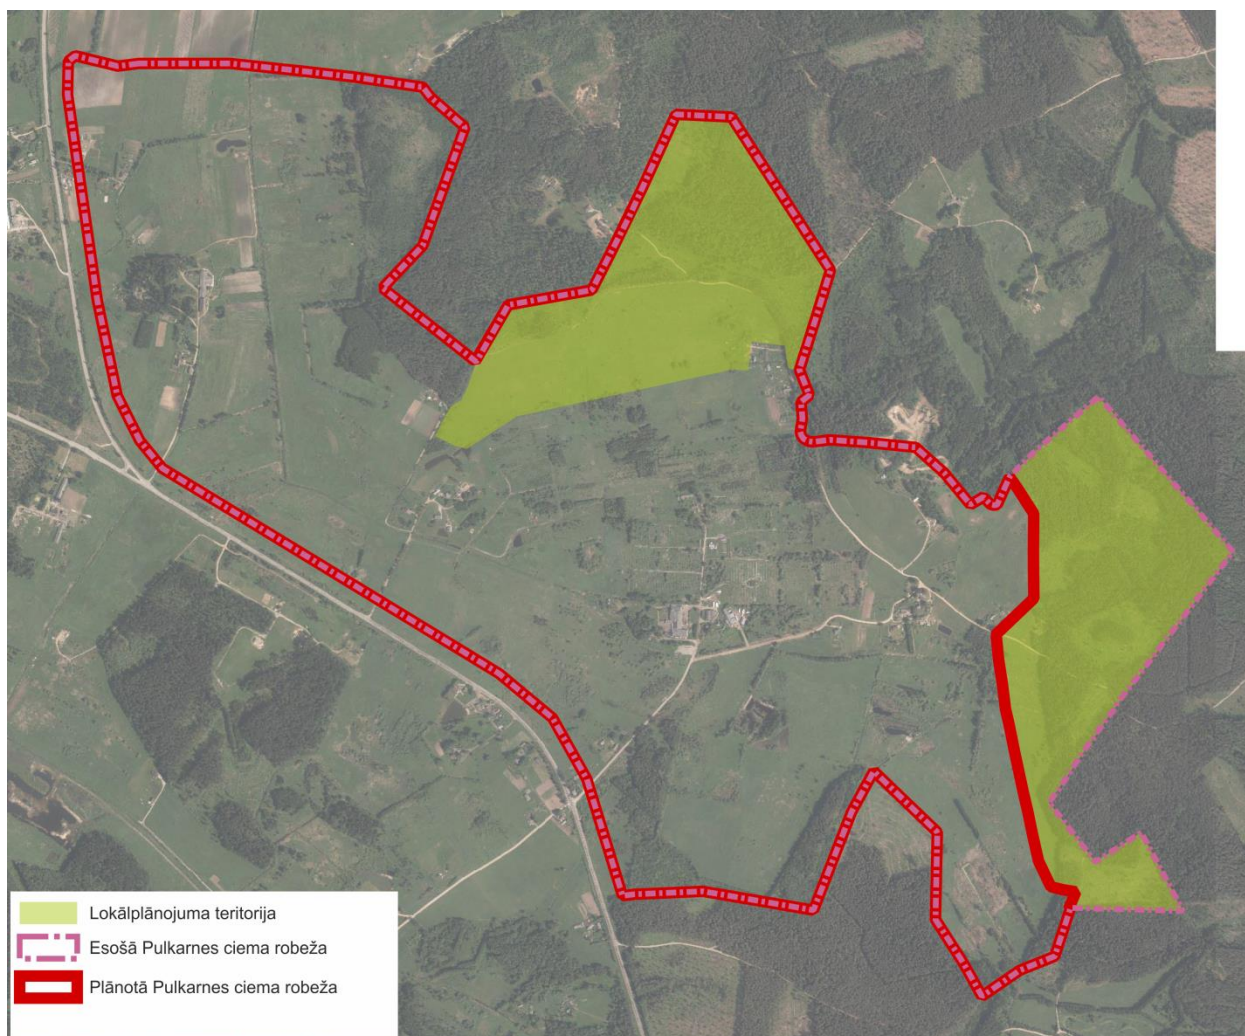 Lokālplānojuma teritorija
Esošā Pulkarnes ciema robeža
Plānotā Pulkarnes ciema robeža